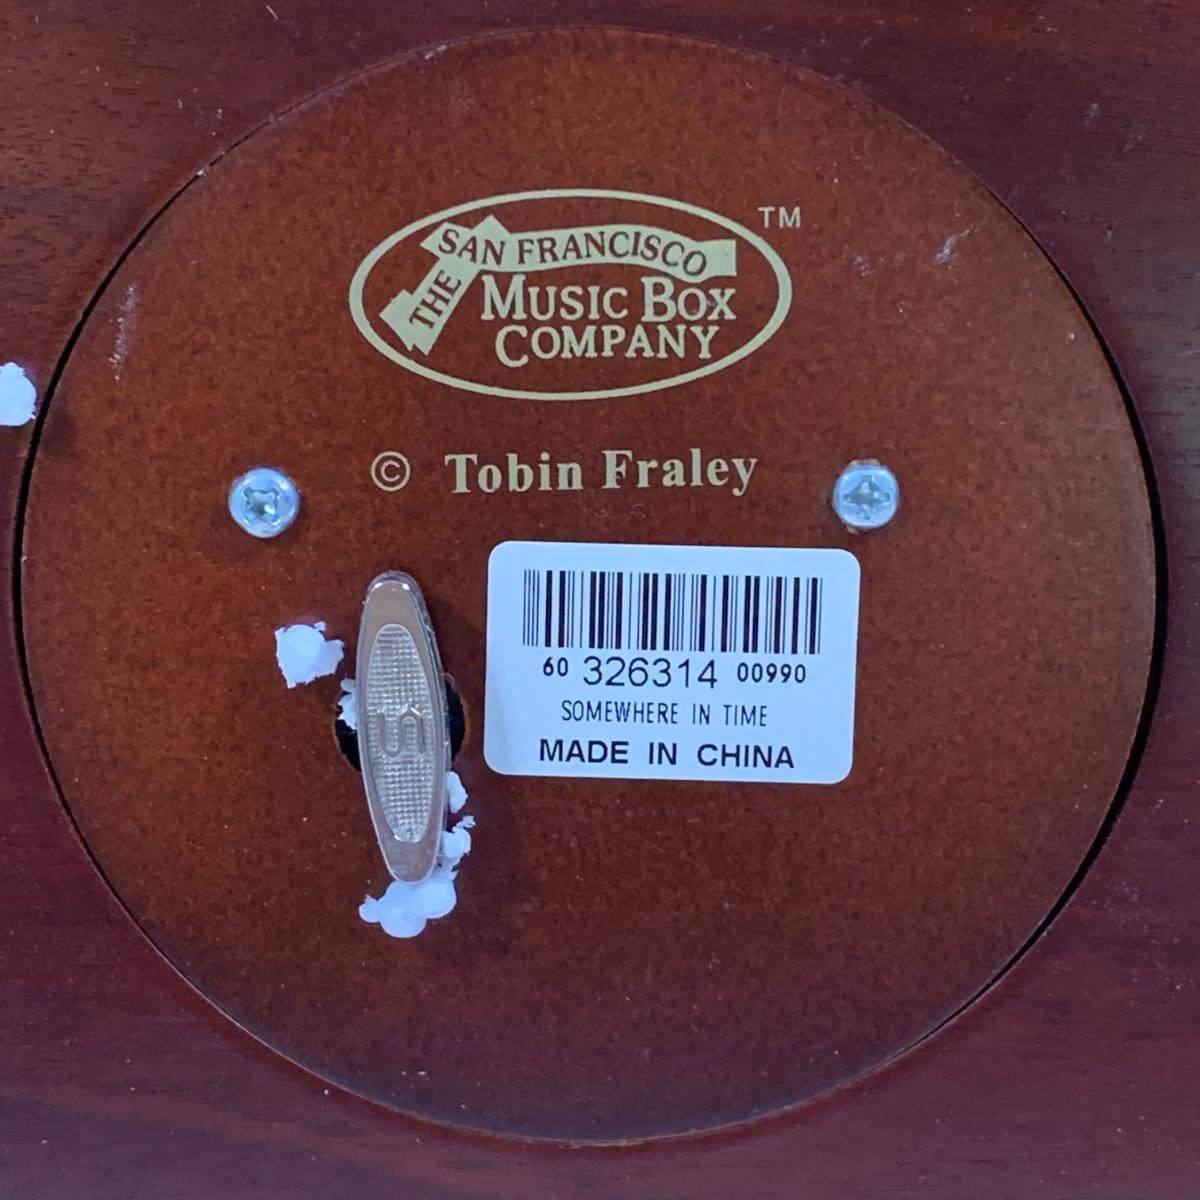 THE SAN FRANCISCO
MUSIC BOX
COMPANY
TM
© Tobin Fraley
60 326314 00990
SOMEWHERE IN TIME
MADE IN CHINA
S